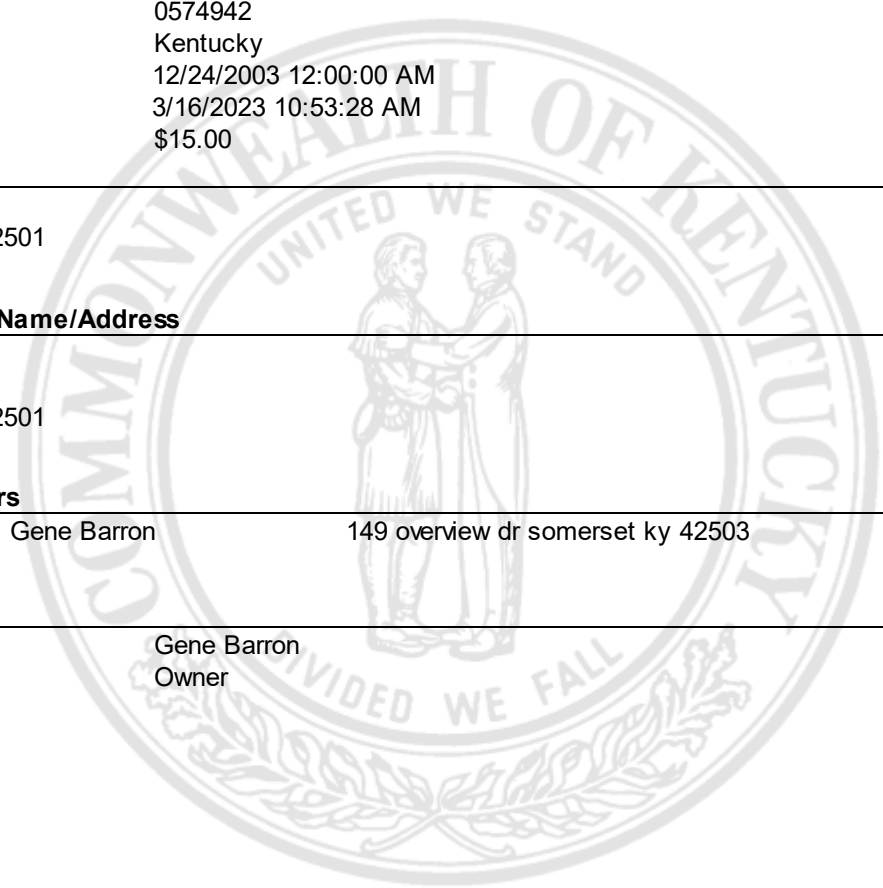 0574942
Kentucky
12/24/2003 12:00:00 AM
3/16/2023 10:53:28 AM
$15.00
2501
Name/Address
2501
rs
Gene Barron 149 overview dr somerset ky 42503
Gene Barron
Owner
COMMONWEALTH OF KENTUCKY
UNITED WE STAND
DIVIDED WE FALL